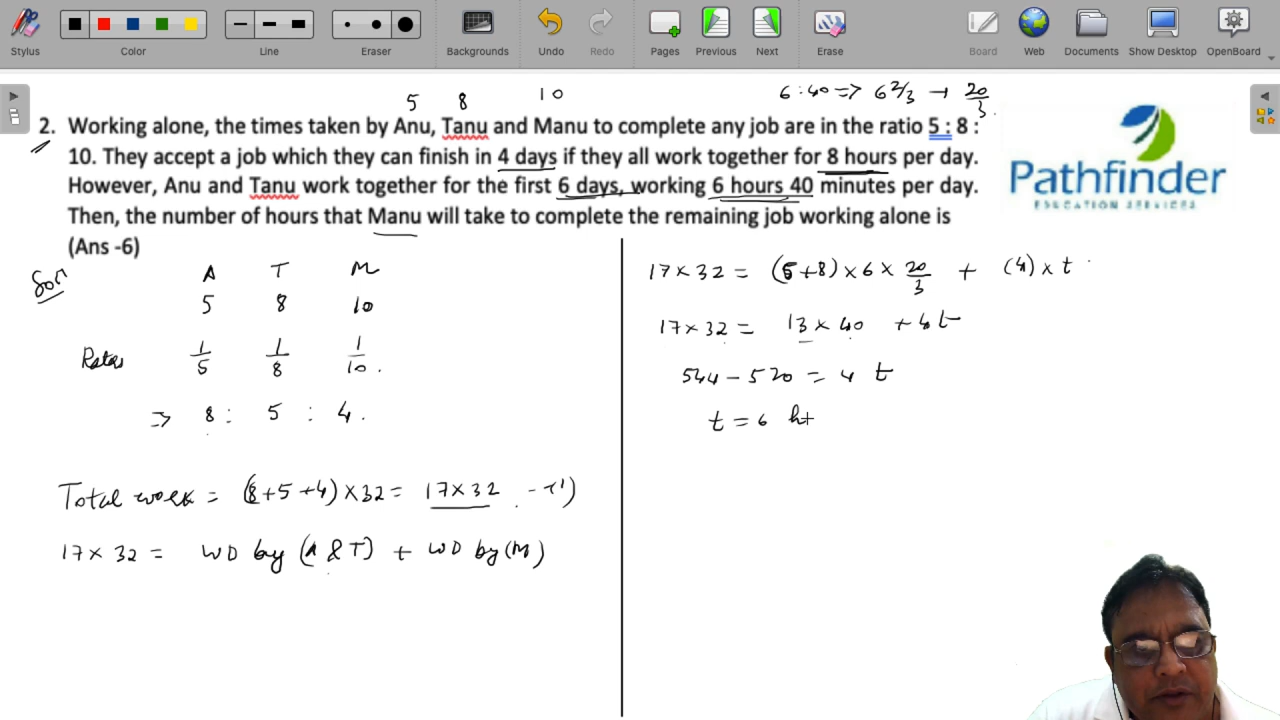 Stylus Color Line Eraser Backgrounds Undo Redo Pages Previous Next Erase Board Web Documents Show Desktop OpenBoard
5 8 10
6:40 => 6 2/3 → 20/3
2. Working alone, the times taken by Anu, Tanu and Manu to complete any job are in the ratio 5 : 8 :
10. They accept a job which they can finish in 4 days if they all work together for 8 hours per day.
However, Anu and Tanu work together for the first 6 days, working 6 hours 40 minutes per day.
Then, the number of hours that Manu will take to complete the remaining job working alone is
(Ans -6)
Pathfinder
EDUCATION SERVICES
Soln
A T M
5 8 10
Rates 1/5 1/8 1/10.
=> 8 : 5 : 4.
Total work = (8+5+4) × 32 = 17 × 32 -(1)
17 × 32 = WD by (A & T) + WD by (M)
17 × 32 = (5+8) × 6 × 20/3 + (4) × t
17 × 32 = 13 × 40 + 4t
544 - 520 = 4 t
t = 6